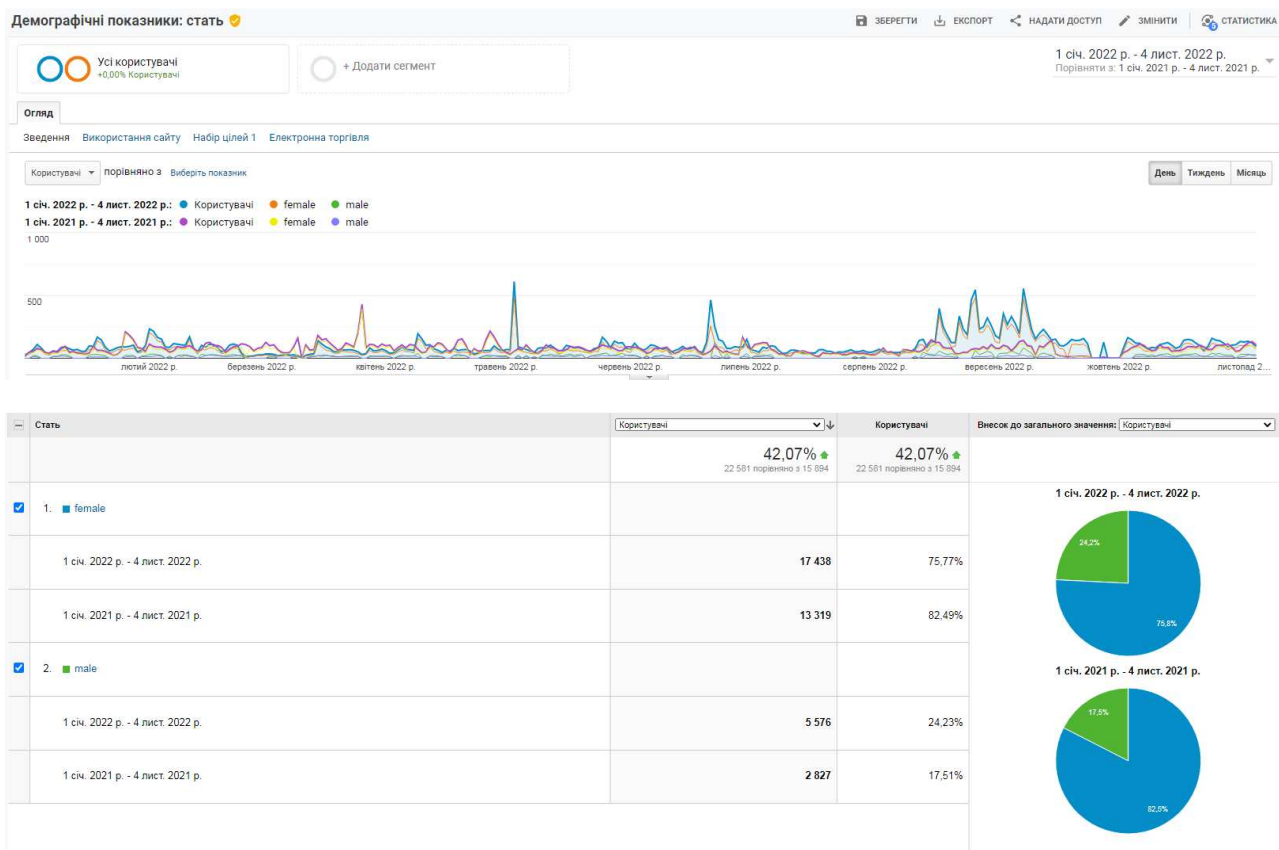 Демографічні показники: стать
ЗБЕРЕГТИ ЕКСПОРТ НАДАТИ ДОСТУП ЗМІНИТИ СТАТИСТИКА
Усі користувачі
+0,00% Користувачі
+ Додати сегмент
1 січ. 2022 р. - 4 лист. 2022 р.
Порівняти з: 1 січ. 2021 р. - 4 лист. 2021 р.
Огляд
Зведення Використання сайту Набір цілей 1 Електронна торгівля
Користувачі порівняно з Виберіть показник
День Тиждень Місяць
1 січ. 2022 р. - 4 лист. 2022 р.: Користувачі female male
1 січ. 2021 р. - 4 лист. 2021 р.: Користувачі female male
1 000
500
лютий 2022 р. березень 2022 р. квітень 2022 р. травень 2022 р. червень 2022 р. липень 2022 р. серпень 2022 р. вересень 2022 р. жовтень 2022 р. листопад 2...
Стать Користувачі Користувачі Внесок до загального значення: Користувачі
42,07% 42,07%
22 581 порівняно з 15 894 22 581 порівняно з 15 894
1. female
1 січ. 2022 р. - 4 лист. 2022 р. 17 438 75,77%
1 січ. 2021 р. - 4 лист. 2021 р. 13 319 82,49%
2. male
1 січ. 2022 р. - 4 лист. 2022 р. 5 576 24,23%
1 січ. 2021 р. - 4 лист. 2021 р. 2 827 17,51%
1 січ. 2022 р. - 4 лист. 2022 р.
24,2%
75,8%
1 січ. 2021 р. - 4 лист. 2021 р.
17,5%
82,5%